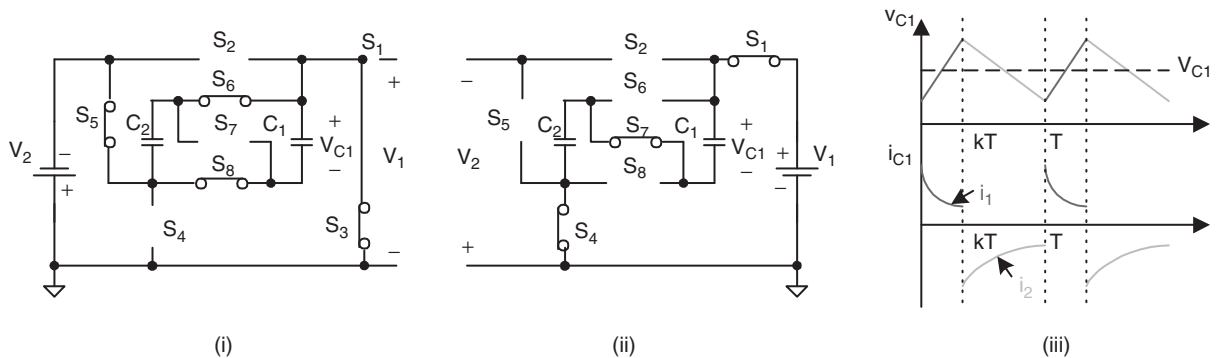 S2
S1
+
S6
S5
C2
S7
C1
+
VC1
−
V2
−
+
S8
V1
S4
S3
−
(i)
S2
S1
−
S6
S5
C2
S7
C1
+
VC1
−
V2
S8
+
−
V1
S4
+
(ii)
vC1
VC1
kT
T
iC1
i1
kT
T
i2
(iii)